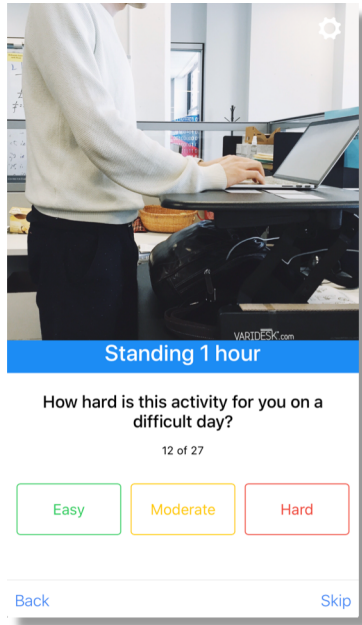 VARIDESK.com
Standing 1 hour
How hard is this activity for you on a
difficult day?
12 of 27
Easy
Moderate
Hard
Back
Skip